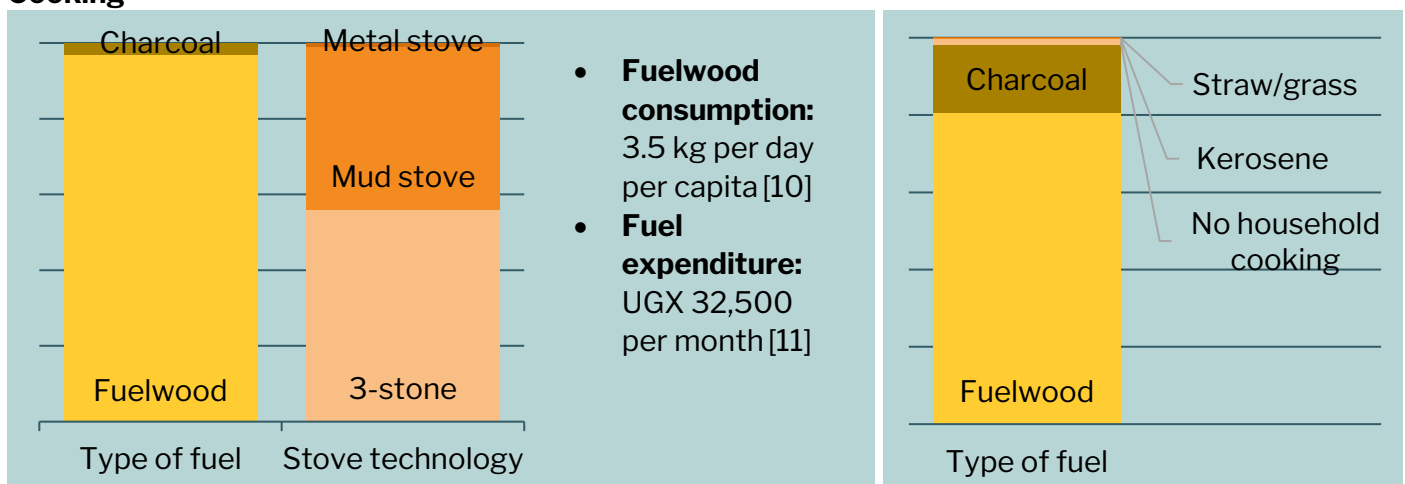 Cooking
Charcoal
Metal stove
Mud stove
Fuelwood
3-stone
Type of fuel
Stove technology
• Fuelwood
consumption:
3.5 kg per day
per capita [10]
• Fuel
expenditure:
UGX 32,500
per month [11]
Charcoal
Straw/grass
Kerosene
No household
cooking
Fuelwood
Type of fuel